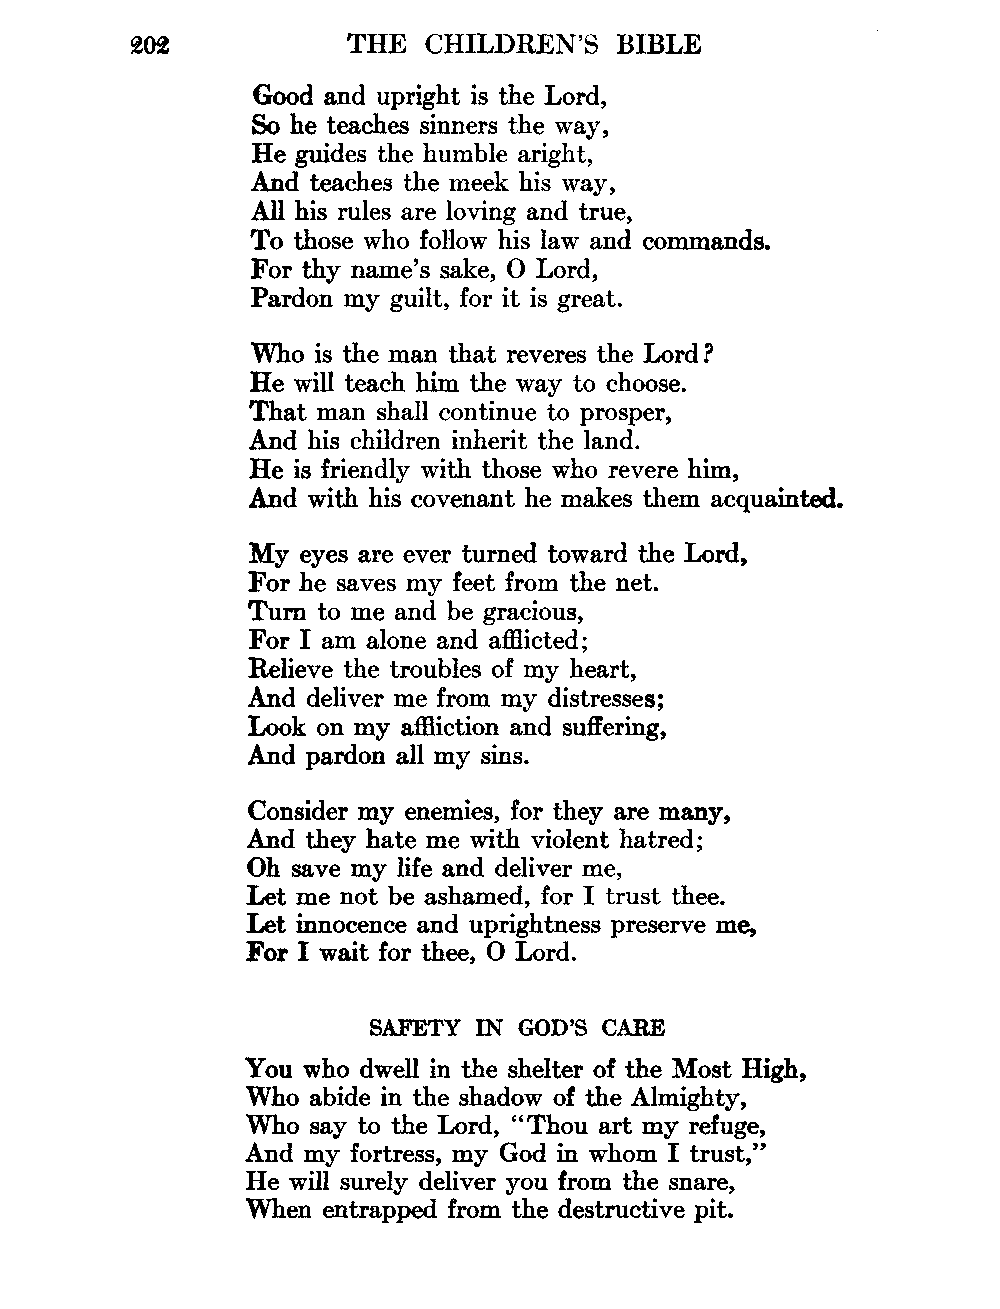 202 THE CHILDREN'S BIBLE
Good and upright is the Lord,
So he teaches sinners the way,
He guides the humble aright,
And teaches the meek his way,
All his rules are loving and true,
To those who follow his law and commands.
For thy name's sake, O Lord,
Pardon my guilt, for it is great.
Who is the man that reveres the Lord?
He will teach him the way to choose.
That man shall continue to prosper,
And his children inherit the land.
He is friendly with those who revere him,
And with his covenant he makes them acquainted.
My eyes are ever turned toward the Lord,
For he saves my feet from the net.
Turn to me and be gracious,
For I am alone and afflicted;
Relieve the troubles of my heart,
And deliver me from my distresses;
Look on my affliction and suffering,
And pardon all my sins.
Consider my enemies, for they are many,
And they hate me with violent hatred;
Oh save my life and deliver me,
Let me not be ashamed, for I trust thee.
Let innocence and uprightness preserve me,
For I wait for thee, O Lord.
SAFETY IN GOD'S CARE
You who dwell in the shelter of the Most High,
Who abide in the shadow of the Almighty,
Who say to the Lord, "Thou art my refuge,
And my fortress, my God in whom I trust,"
He will surely deliver you from the snare,
When entrapped from the destructive pit.